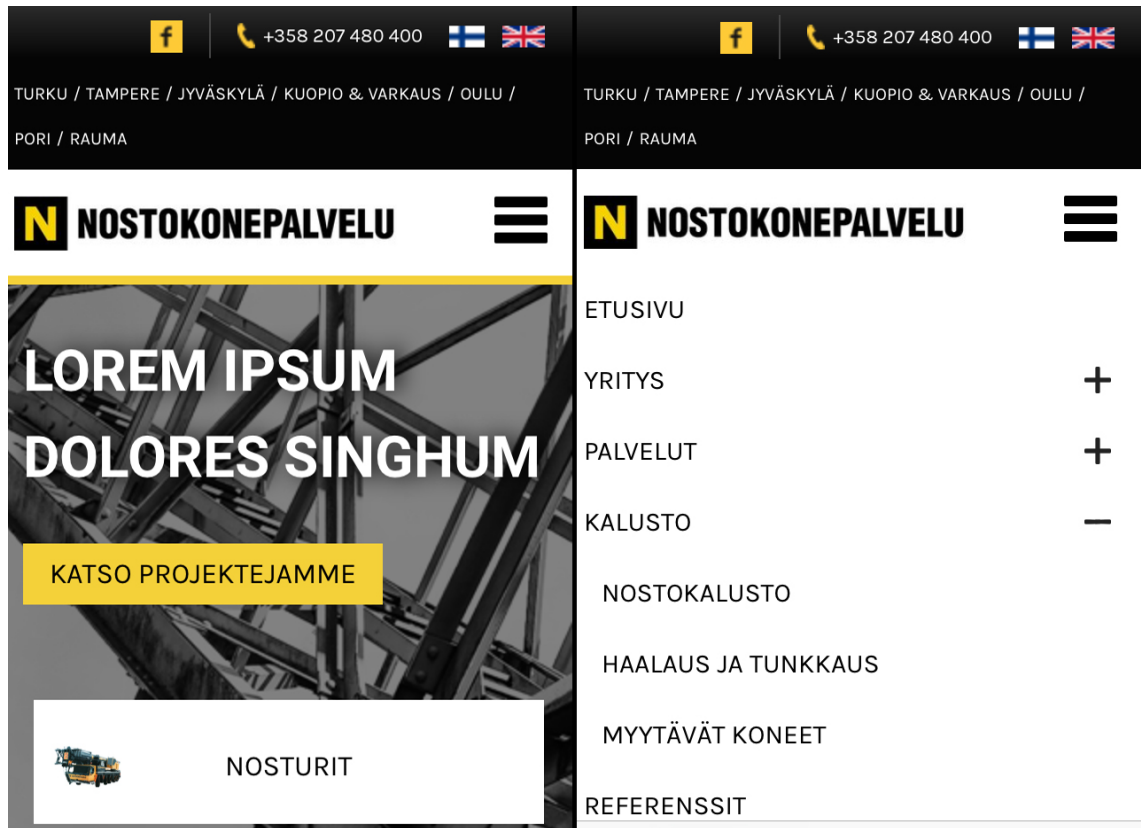 f +358 207 480 400
TURKU / TAMPERE / JYVÄSKYLÄ / KUOPIO & VARKAUS / OULU /
PORI / RAUMA
N NOSTOKONEPALVELU
LOREM IPSUM
DOLORES SINGHUM
KATSO PROJEKTEJAMME
NOSTURIT
f +358 207 480 400
TURKU / TAMPERE / JYVÄSKYLÄ / KUOPIO & VARKAUS / OULU /
PORI / RAUMA
N NOSTOKONEPALVELU
ETUSIVU
YRITYS +
PALVELUT +
KALUSTO −
NOSTOKALUSTO
HAALAUS JA TUNKKAUS
MYYTÄVÄT KONEET
REFERENSSIT